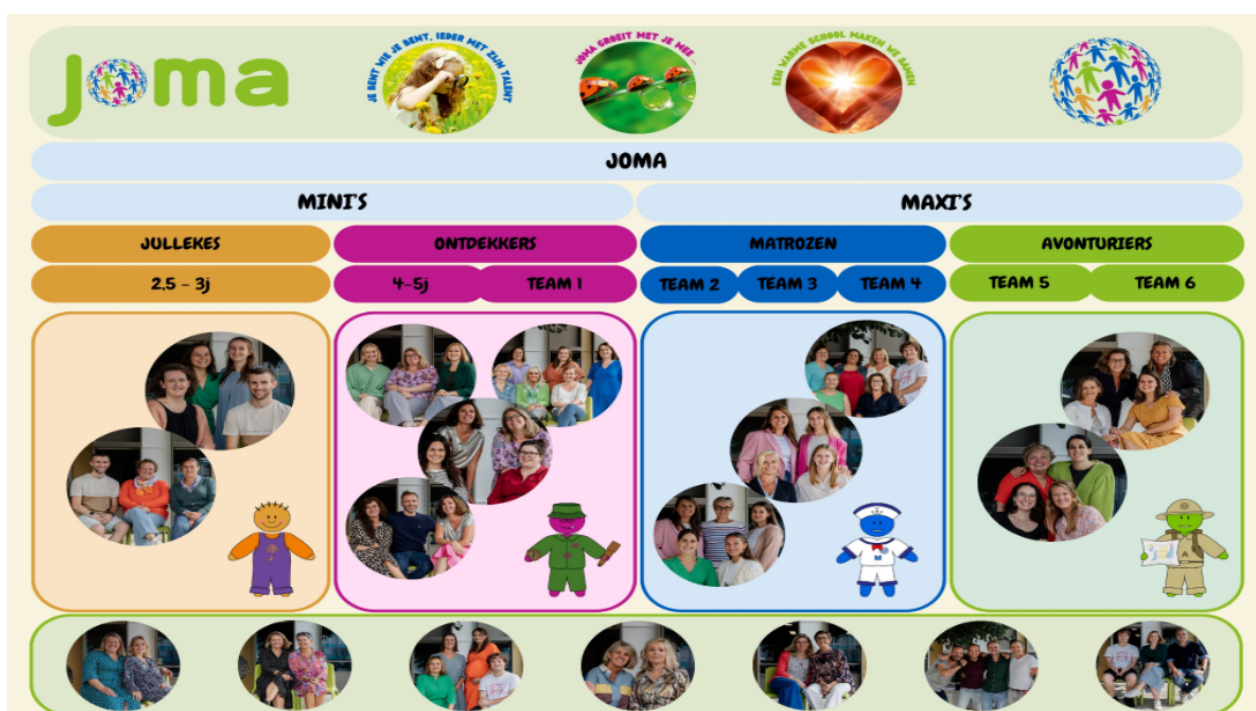 joma
JE BENT WIE JE BENT, IEDER MET ZIJN TALENT
JOMA GROEIT MET JE MEE ...
EEN WARME SCHOOL MAKEN WE SAMEN
JOMA
MINI'S
MAXI'S
JULLEKES
ONTDEKKERS
MATROZEN
AVONTURIERS
2,5 – 3j
4-5j
TEAM 1
TEAM 2
TEAM 3
TEAM 4
TEAM 5
TEAM 6
J
M
A